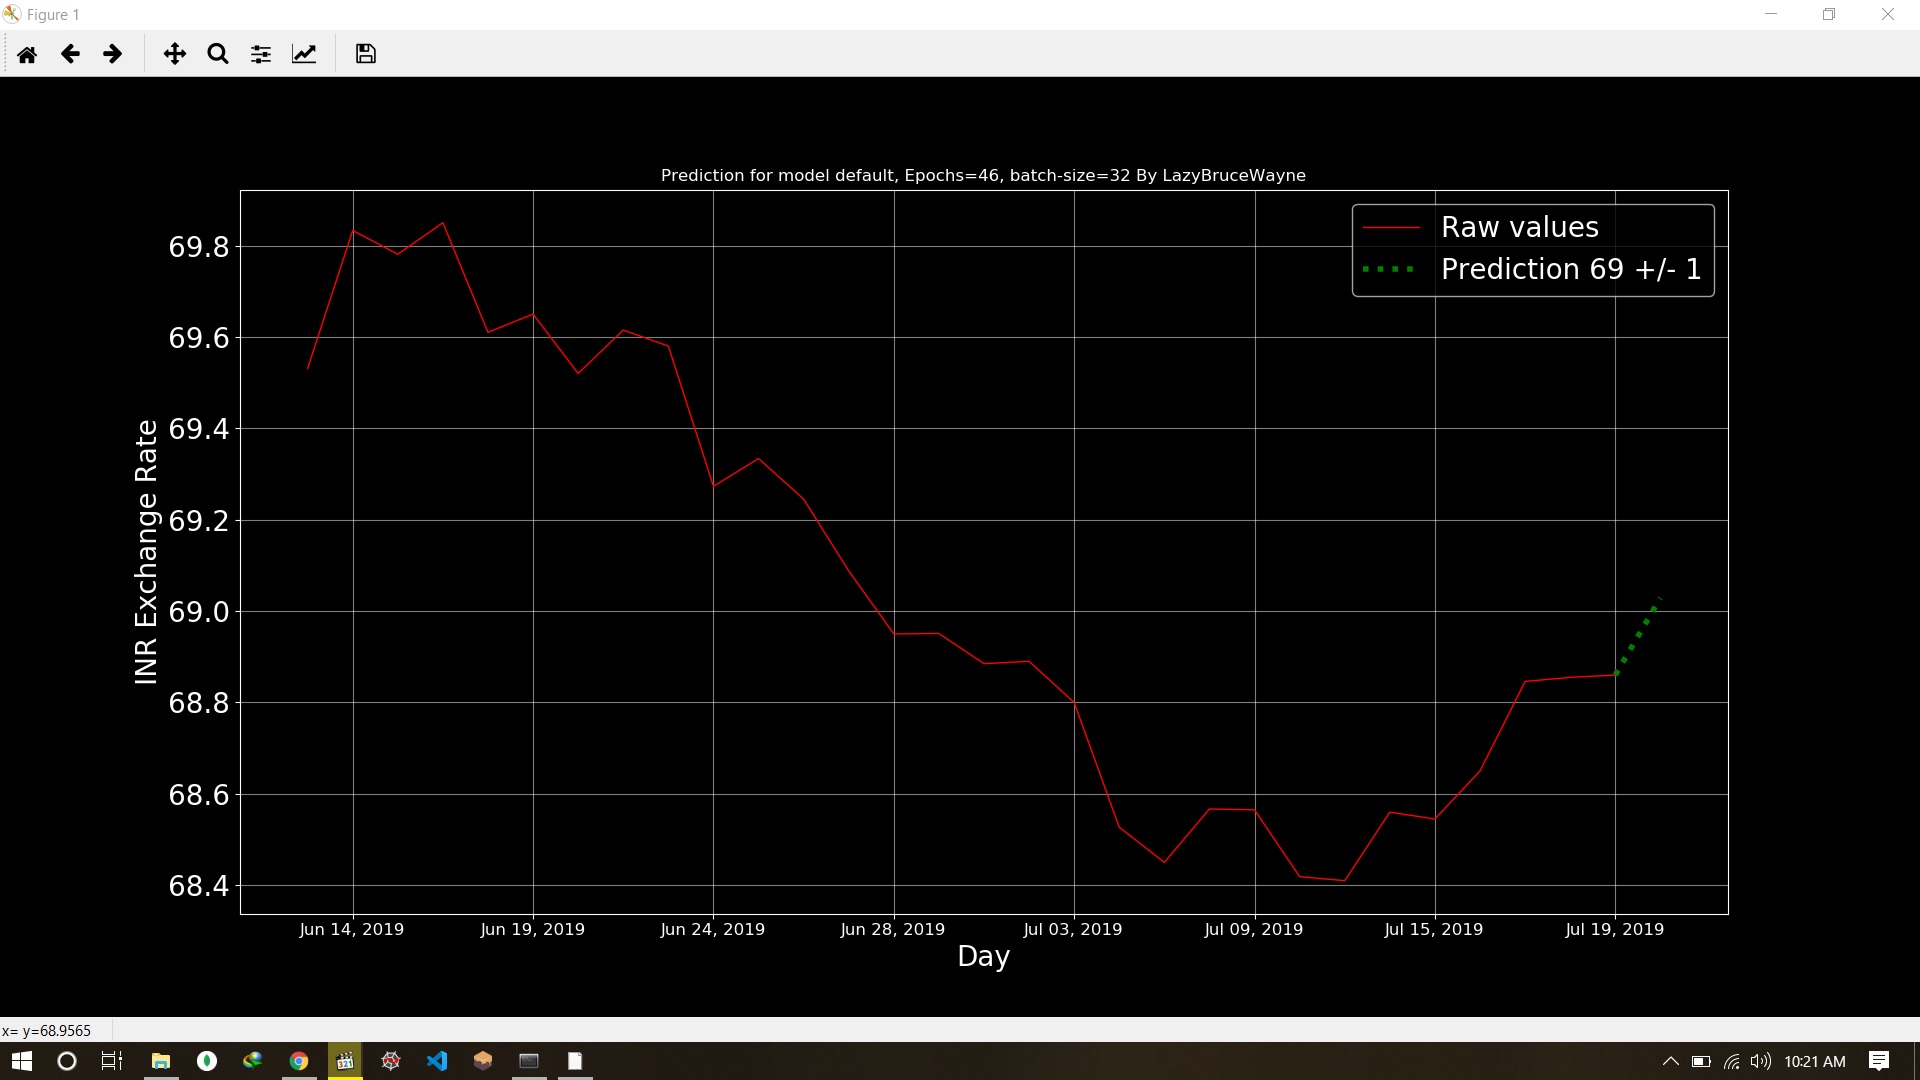 Figure 1
Prediction for model default, Epochs=46, batch-size=32 By LazyBruceWayne
Raw values
Prediction 69 +/- 1
INR Exchange Rate
69.8
69.6
69.4
69.2
69.0
68.8
68.6
68.4
Jun 14, 2019 Jun 19, 2019 Jun 24, 2019 Jun 28, 2019 Jul 03, 2019 Jul 09, 2019 Jul 15, 2019 Jul 19, 2019
Day
x= y=68.9565
321
10:21 AM